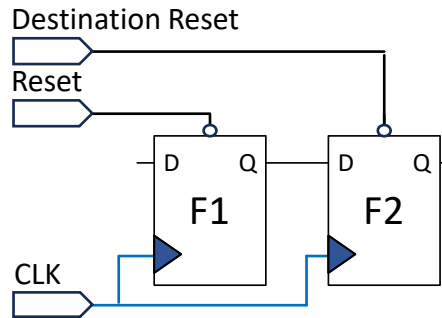 Destination Reset
Reset
D Q D Q
F1 F2
CLK